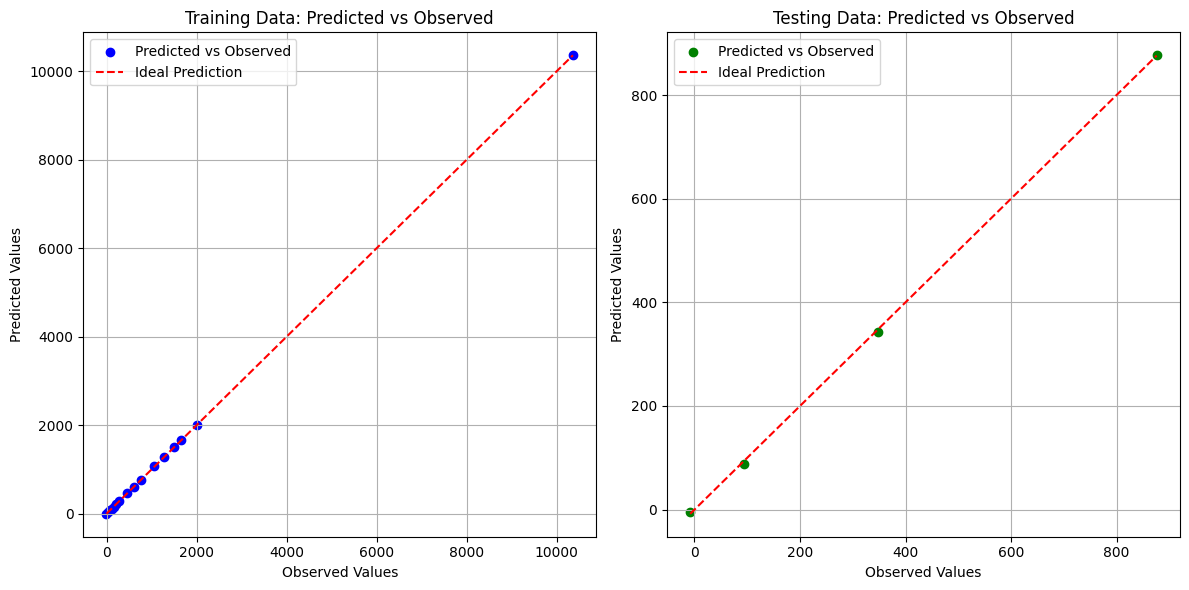 Training Data: Predicted vs Observed
Predicted vs Observed
Ideal Prediction
10000
8000
6000
4000
2000
0
Predicted Values
0 2000 4000 6000 8000 10000
Observed Values
Testing Data: Predicted vs Observed
Predicted vs Observed
Ideal Prediction
800
600
400
200
0
Predicted Values
0 200 400 600 800
Observed Values